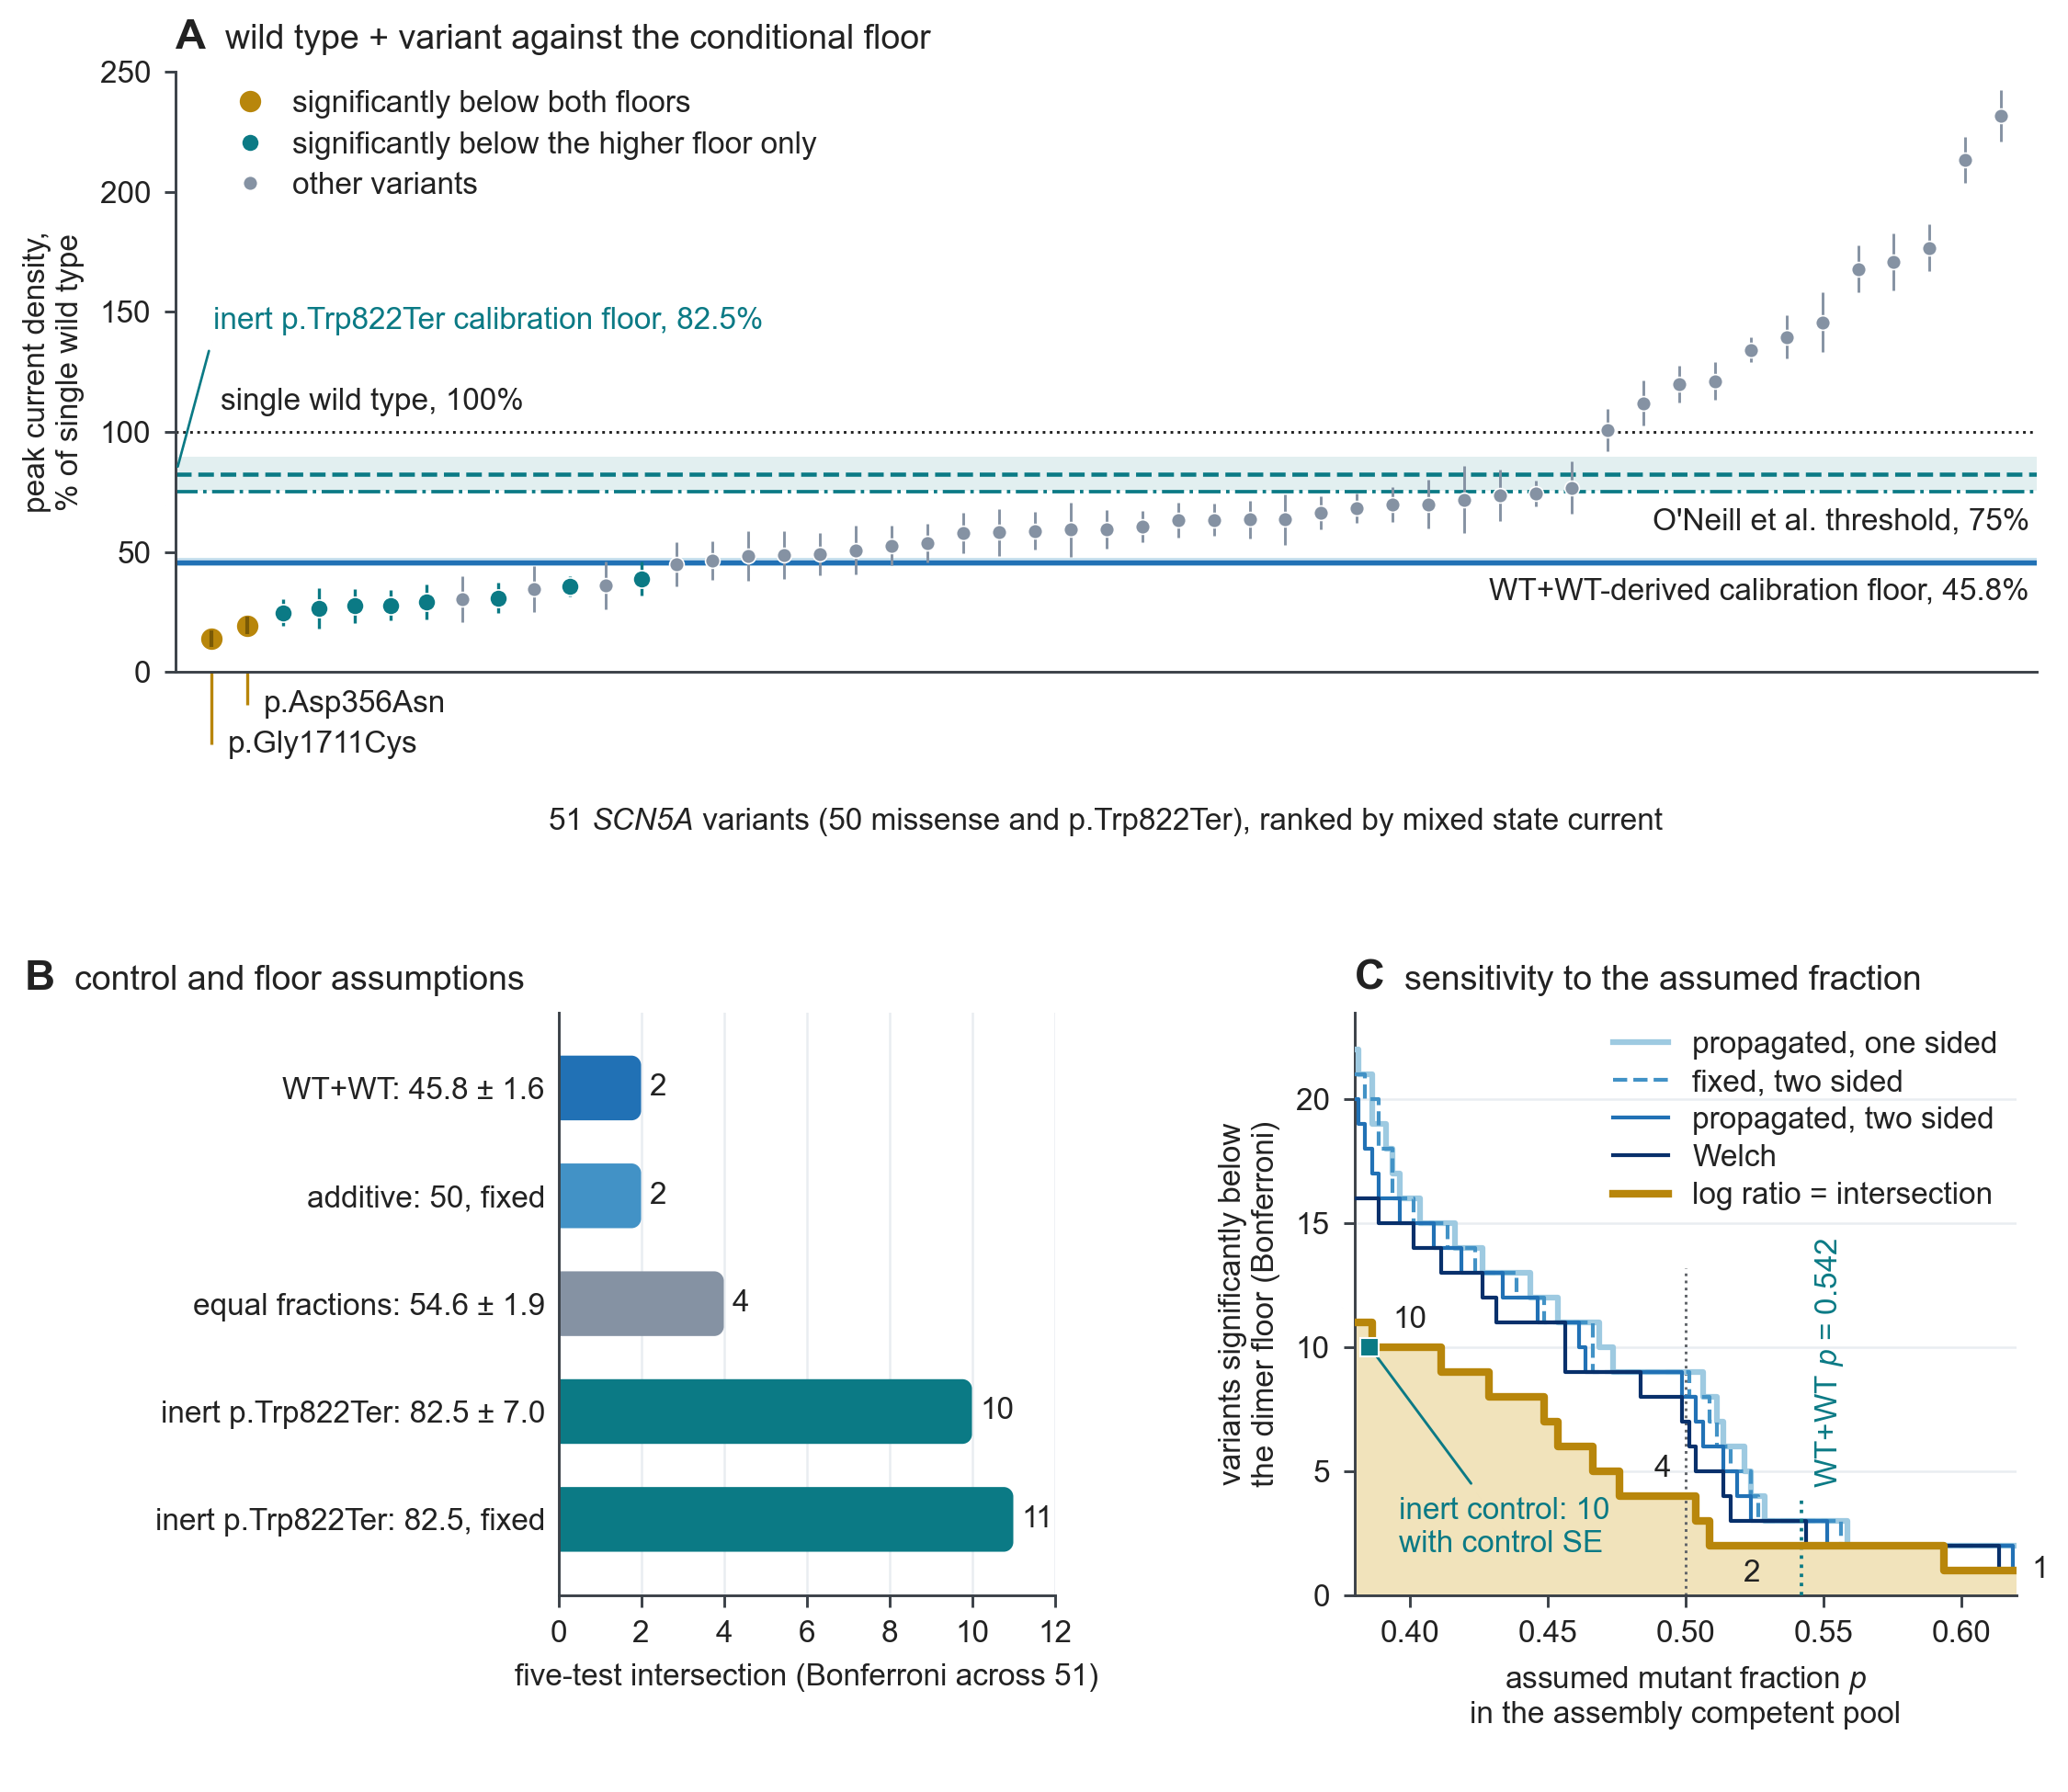 A wild type + variant against the conditional floor
250
200
150
100
50
0
peak current density,
% of single wild type
significantly below both floors
significantly below the higher floor only
other variants
inert p.Trp822Ter calibration floor, 82.5%
single wild type, 100%
O'Neill et al. threshold, 75%
WT+WT-derived calibration floor, 45.8%
p.Asp356Asn
p.Gly1711Cys
51 SCN5A variants (50 missense and p.Trp822Ter), ranked by mixed state current
B control and floor assumptions
WT+WT: 45.8 ± 1.6
2
additive: 50, fixed
2
equal fractions: 54.6 ± 1.9
4
inert p.Trp822Ter: 82.5 ± 7.0
10
inert p.Trp822Ter: 82.5, fixed
11
0 2 4 6 8 10 12
five-test intersection (Bonferroni across 51)
C sensitivity to the assumed fraction
variants significantly below
the dimer floor (Bonferroni)
20
15
10
5
0
propagated, one sided
fixed, two sided
propagated, two sided
Welch
log ratio = intersection
WT+WT p = 0.542
10
4
inert control: 10
with control SE
2
1
0.40 0.45 0.50 0.55 0.60
assumed mutant fraction p
in the assembly competent pool